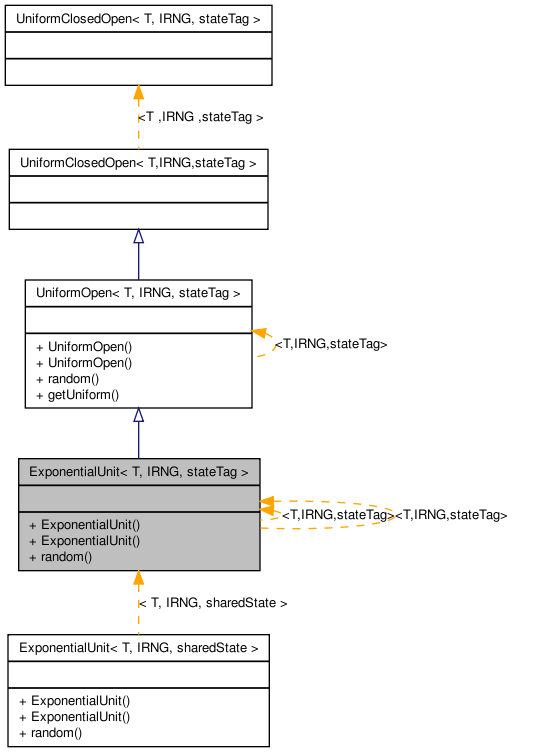 UniformClosedOpen< T, IRNG, stateTag >
<T ,IRNG ,stateTag >
UniformClosedOpen< T,IRNG,stateTag >
UniformOpen< T, IRNG, stateTag >
+ UniformOpen()
+ UniformOpen()
+ random()
+ getUniform()
<T,IRNG,stateTag>
ExponentialUnit< T, IRNG, stateTag >
+ ExponentialUnit()
+ ExponentialUnit()
+ random()
<T,IRNG,stateTag><T,IRNG,stateTag>
< T, IRNG, sharedState >
ExponentialUnit< T, IRNG, sharedState >
+ ExponentialUnit()
+ ExponentialUnit()
+ random()